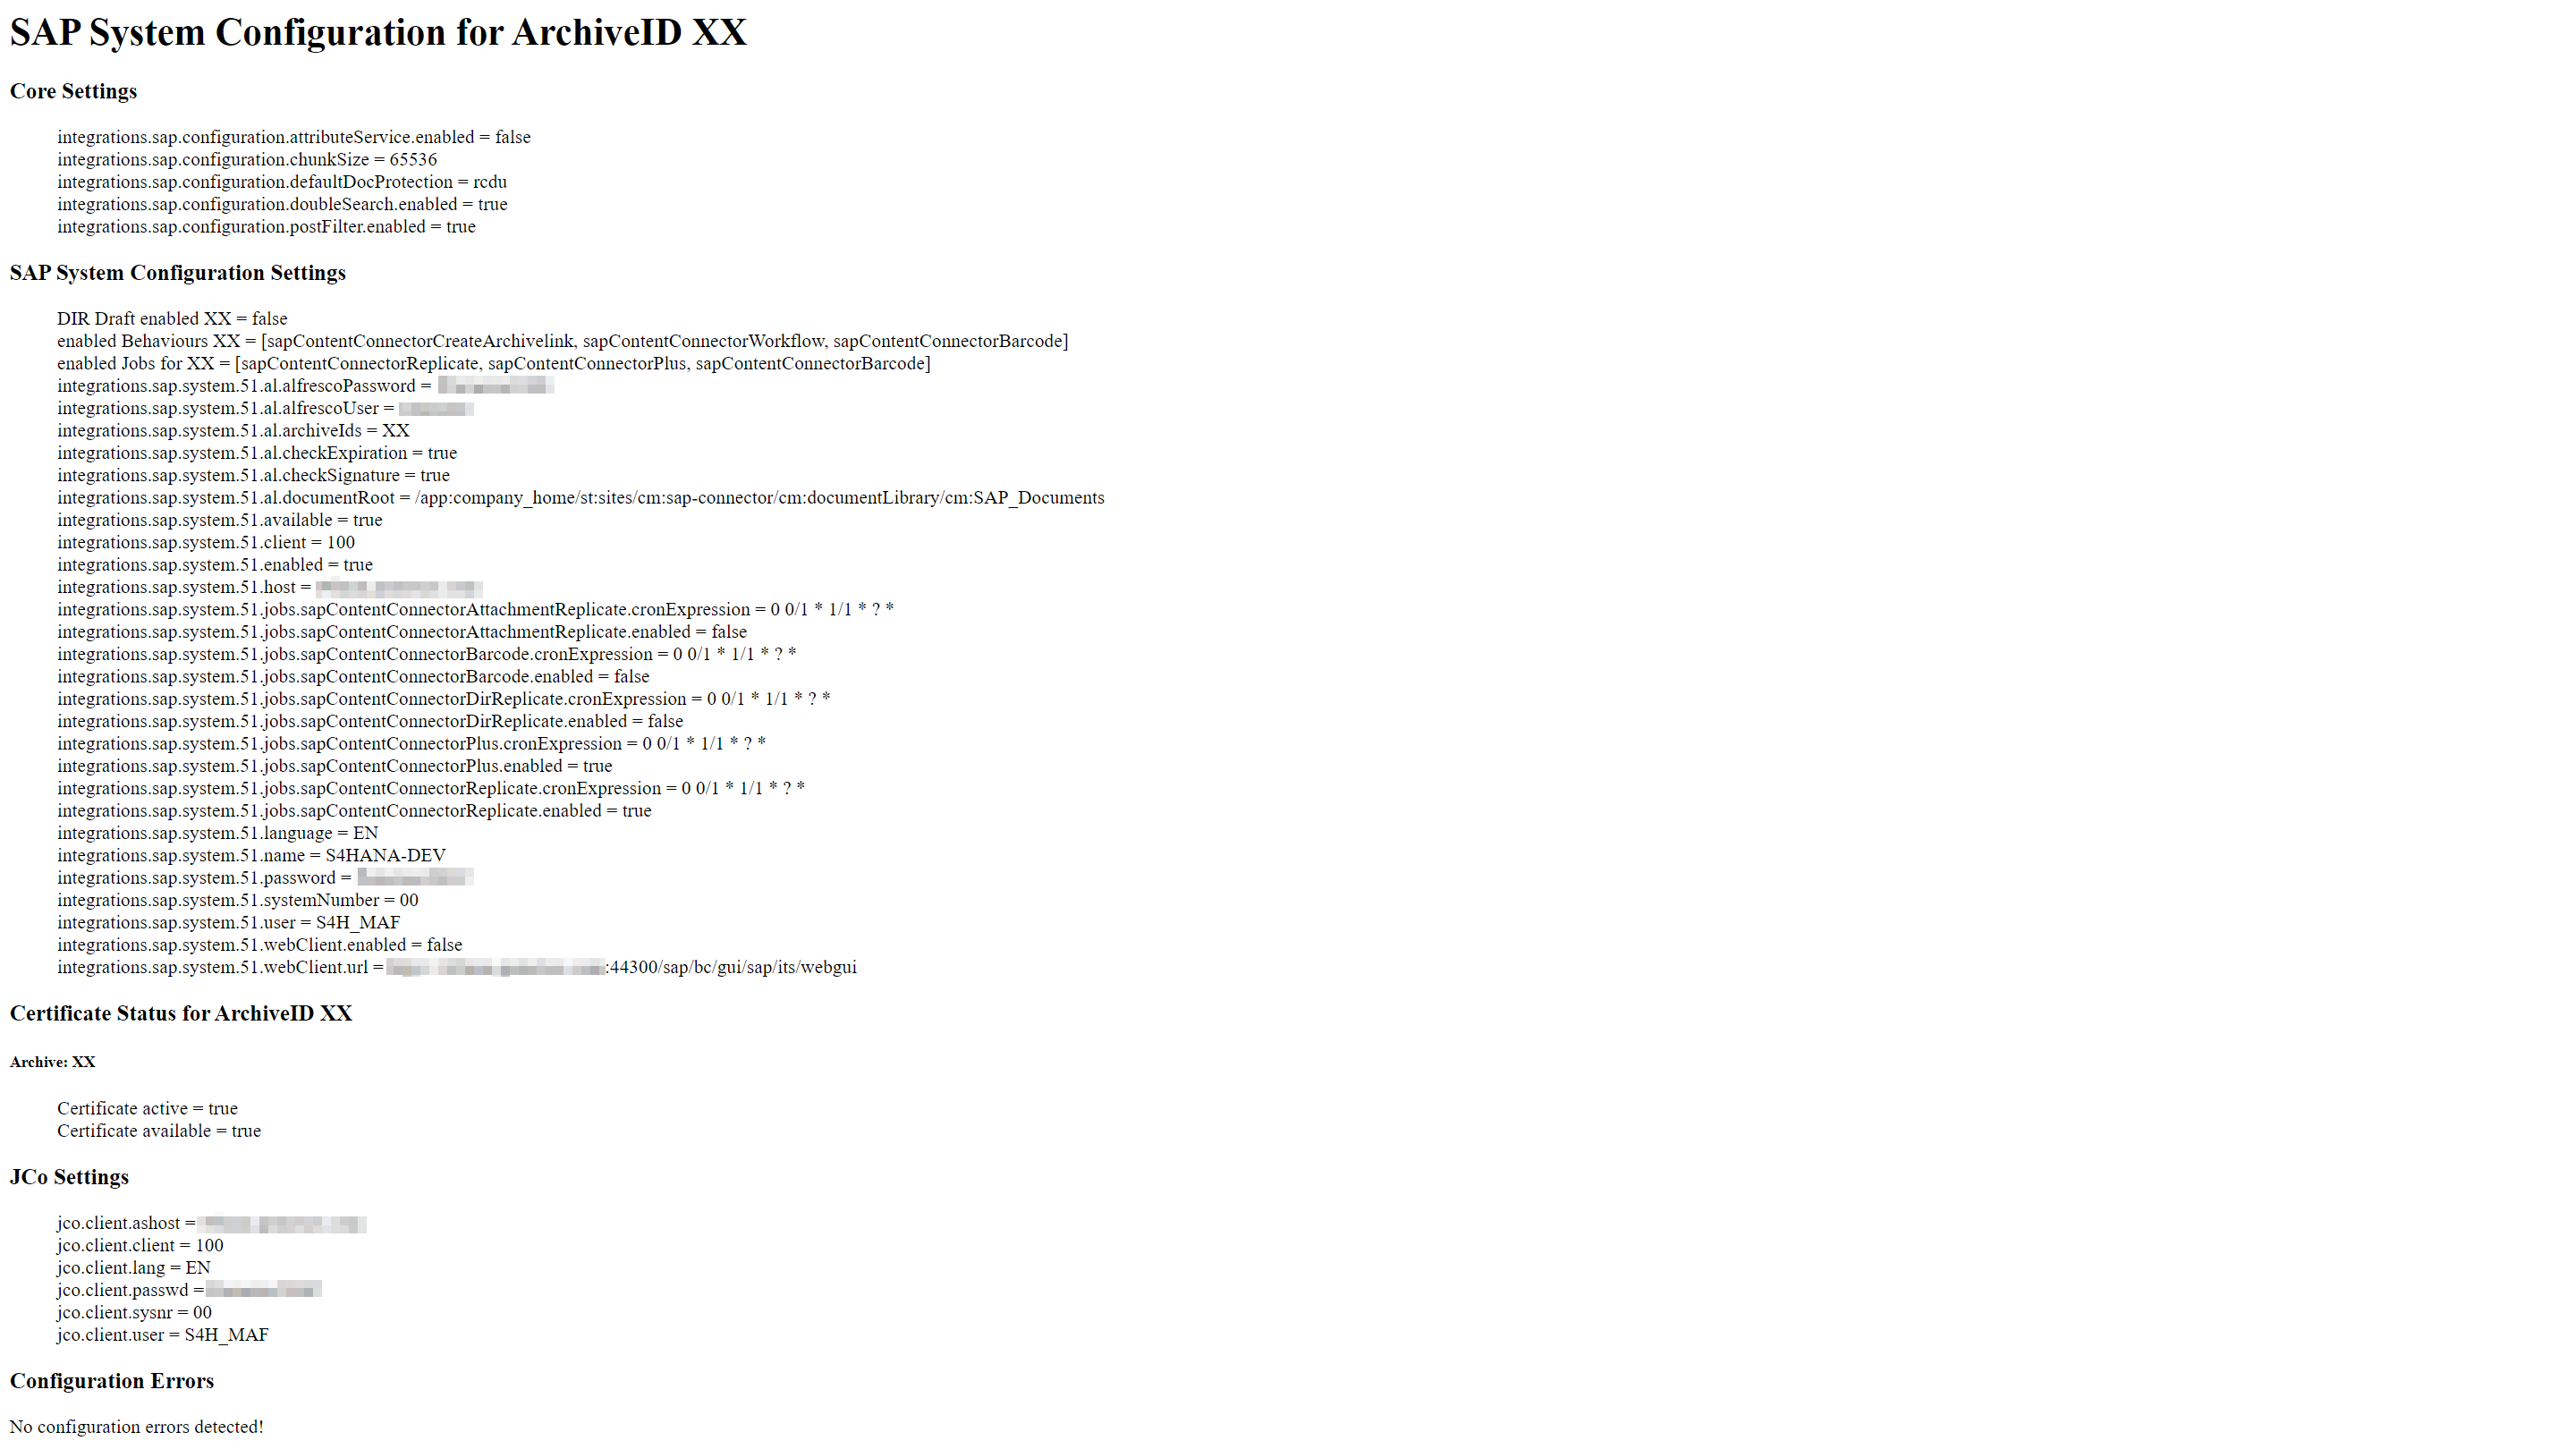 SAP System Configuration for ArchiveID XX
Core Settings
integrations.sap.configuration.attributeService.enabled = false
integrations.sap.configuration.chunkSize = 65536
integrations.sap.configuration.defaultDocProtection = rcdu
integrations.sap.configuration.doubleSearch.enabled = true
integrations.sap.configuration.postFilter.enabled = true
SAP System Configuration Settings
DIR Draft enabled XX = false
enabled Behaviours XX = [sapContentConnectorCreateArchivelink, sapContentConnectorWorkflow, sapContentConnectorBarcode]
enabled Jobs for XX = [sapContentConnectorReplicate, sapContentConnectorPlus, sapContentConnectorBarcode]
integrations.sap.system.51.al.alfrescoPassword =
integrations.sap.system.51.al.alfrescoUser =
integrations.sap.system.51.al.archiveIds = XX
integrations.sap.system.51.al.checkExpiration = true
integrations.sap.system.51.al.checkSignature = true
integrations.sap.system.51.al.documentRoot = /app:company_home/st:sites/cm:sap-connector/cm:documentLibrary/cm:SAP_Documents
integrations.sap.system.51.available = true
integrations.sap.system.51.client = 100
integrations.sap.system.51.enabled = true
integrations.sap.system.51.host =
integrations.sap.system.51.jobs.sapContentConnectorAttachmentReplicate.cronExpression = 0 0/1 * 1/1 * ? *
integrations.sap.system.51.jobs.sapContentConnectorAttachmentReplicate.enabled = false
integrations.sap.system.51.jobs.sapContentConnectorBarcode.cronExpression = 0 0/1 * 1/1 * ? *
integrations.sap.system.51.jobs.sapContentConnectorBarcode.enabled = false
integrations.sap.system.51.jobs.sapContentConnectorDirReplicate.cronExpression = 0 0/1 * 1/1 * ? *
integrations.sap.system.51.jobs.sapContentConnectorDirReplicate.enabled = false
integrations.sap.system.51.jobs.sapContentConnectorPlus.cronExpression = 0 0/1 * 1/1 * ? *
integrations.sap.system.51.jobs.sapContentConnectorPlus.enabled = true
integrations.sap.system.51.jobs.sapContentConnectorReplicate.cronExpression = 0 0/1 * 1/1 * ? *
integrations.sap.system.51.jobs.sapContentConnectorReplicate.enabled = true
integrations.sap.system.51.language = EN
integrations.sap.system.51.name = S4HANA-DEV
integrations.sap.system.51.password =
integrations.sap.system.51.systemNumber = 00
integrations.sap.system.51.user = S4H_MAF
integrations.sap.system.51.webClient.enabled = false
integrations.sap.system.51.webClient.url = :44300/sap/bc/gui/sap/its/webgui
Certificate Status for ArchiveID XX
Archive: XX
Certificate active = true
Certificate available = true
JCo Settings
jco.client.ashost =
jco.client.client = 100
jco.client.lang = EN
jco.client.passwd =
jco.client.sysnr = 00
jco.client.user = S4H_MAF
Configuration Errors
No configuration errors detected!